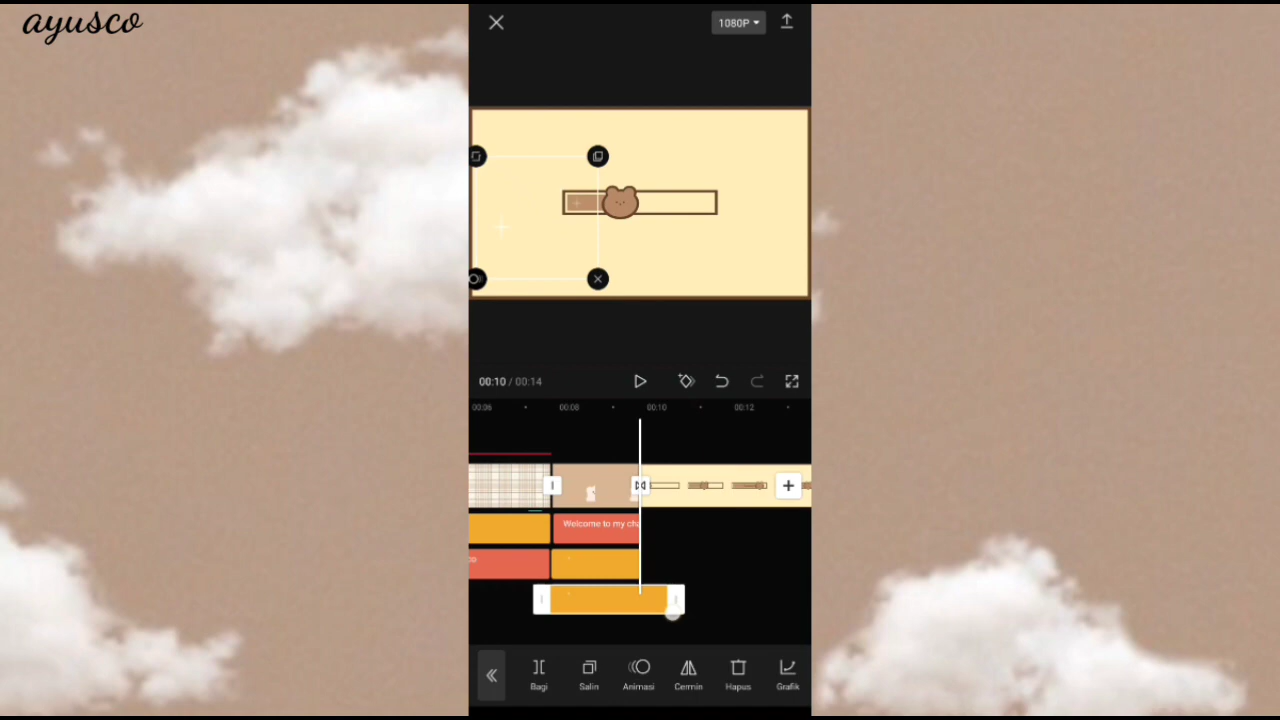 ayusco
1080P
00:10 / 00:14
00:06 00:08 00:10 00:12
Welcome to my cha
Bagi Salin Animasi Cermin Hapus Grafik